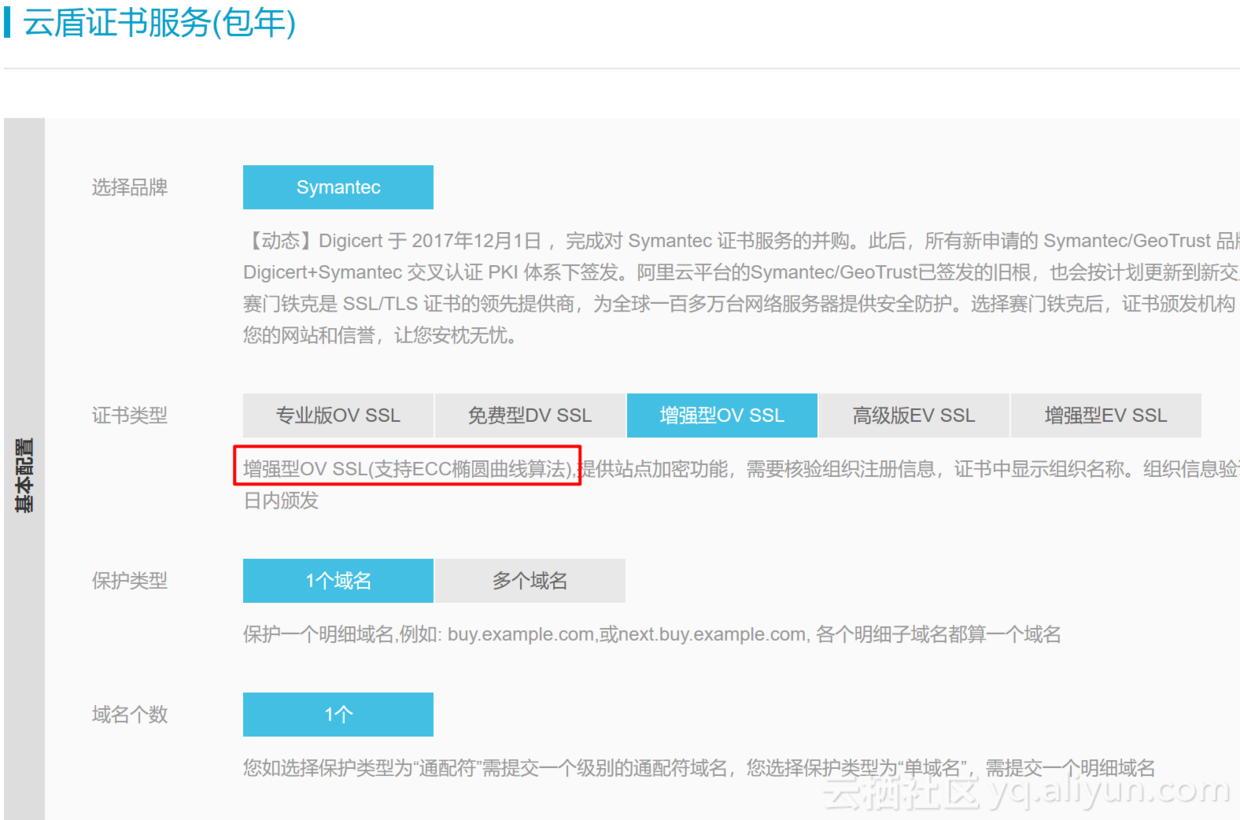 云盾证书服务(包年)
基本配置
选择品牌
Symantec
【动态】Digicert 于 2017年12月1日 ，完成对 Symantec 证书服务的并购。此后，所有新申请的 Symantec/GeoTrust 品
Digicert+Symantec 交叉认证 PKI 体系下签发。阿里云平台的Symantec/GeoTrust已签发的旧根，也会按计划更新到新交
赛门铁克是 SSL/TLS 证书的领先提供商，为全球一百多万台网络服务器提供安全防护。选择赛门铁克后，证书颁发机构
您的网站和信誉，让您安枕无忧。
证书类型
专业版OV SSL
免费型DV SSL
增强型OV SSL
高级版EV SSL
增强型EV SSL
增强型OV SSL(支持ECC椭圆曲线算法),提供站点加密功能，需要核验组织注册信息，证书中显示组织名称。组织信息验
日内颁发
保护类型
1个域名
多个域名
保护一个明细域名,例如: buy.example.com,或next.buy.example.com, 各个明细子域名都算一个域名
域名个数
1个
您如选择保护类型为“通配符”需提交一个级别的通配符域名，您选择保护类型为“单域名”，需提交一个明细域名
云栖社区 yq.aliyun.com